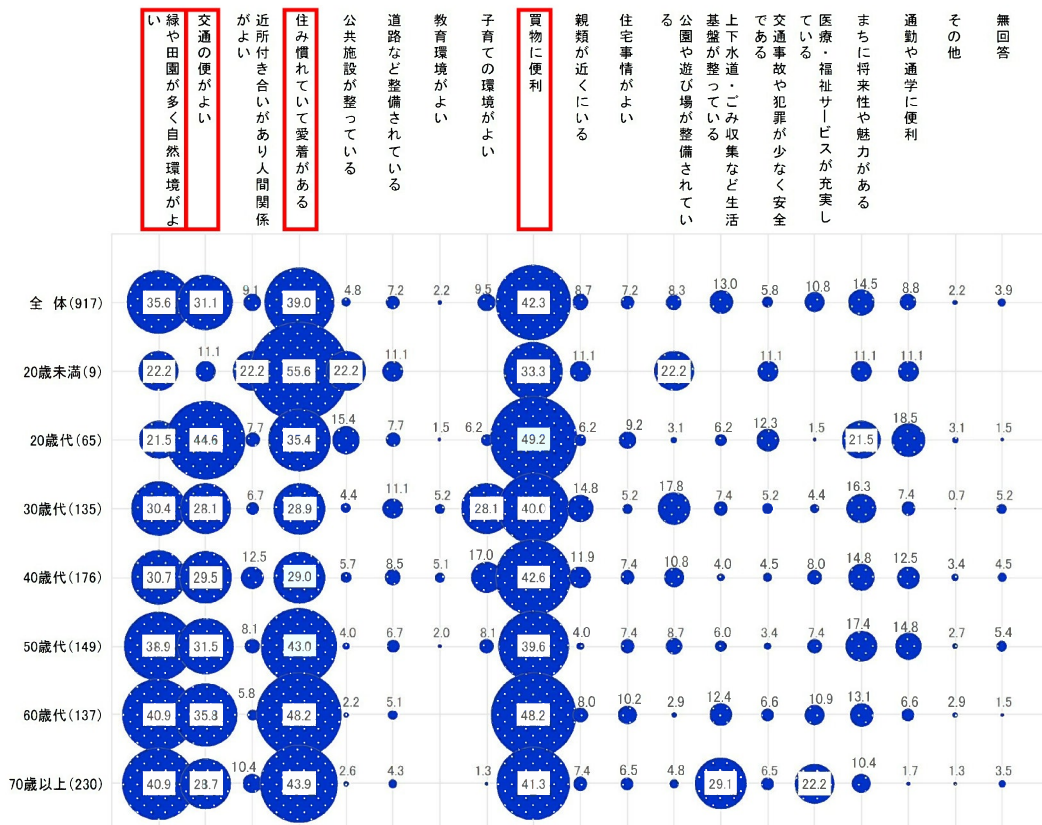 緑や田園が多く自然環境がよ
い
交通の便がよい
近所付き合いがあり人間関係
がよい
住み慣れていて愛着がある
公共施設が整っている
道路など整備されている
教育環境がよい
子育ての環境がよい
買物に便利
親類が近くにいる
住宅事情がよい
公園や遊び場が整備されてい
る
上下水道・ごみ収集など生活
基盤が整っている
交通事故や犯罪が少なく安全
である
医療・福祉サービスが充実し
ている
まちに将来性や魅力がある
通勤や通学に便利
その他
無回答
全 体(917) 35.6 31.1 9.1 39.0 4.8 7.2 2.2 9.5 42.3 8.7 7.2 8.3 13.0 5.8 10.8 14.5 8.8 2.2 3.9
20歳未満(9) 22.2 11.1 22.2 55.6 22.2 11.1 33.3 11.1 22.2 11.1 11.1 11.1
20歳代(65) 21.5 44.6 7.7 35.4 15.4 7.7 1.5 6.2 49.2 6.2 9.2 3.1 6.2 12.3 1.5 21.5 18.5 3.1 1.5
30歳代(135) 30.4 28.1 6.7 28.9 4.4 11.1 5.2 28.1 40.0 14.8 5.2 17.8 7.4 5.2 4.4 16.3 7.4 0.7 5.2
40歳代(176) 30.7 29.5 12.5 29.0 5.7 8.5 5.1 17.0 42.6 11.9 7.4 10.8 4.0 4.5 8.0 14.8 12.5 3.4 4.5
50歳代(149) 38.9 31.5 8.1 43.0 4.0 6.7 2.0 8.1 39.6 4.0 7.4 8.7 6.0 3.4 7.4 17.4 14.8 2.7 5.4
60歳代(137) 40.9 35.8 5.8 48.2 2.2 5.1 48.2 8.0 10.2 2.9 12.4 6.6 10.9 13.1 6.6 2.9 1.5
70歳以上(230) 40.9 28.7 10.4 43.9 2.6 4.3 1.3 41.3 7.4 6.5 4.8 29.1 6.5 22.2 10.4 1.7 1.3 3.5